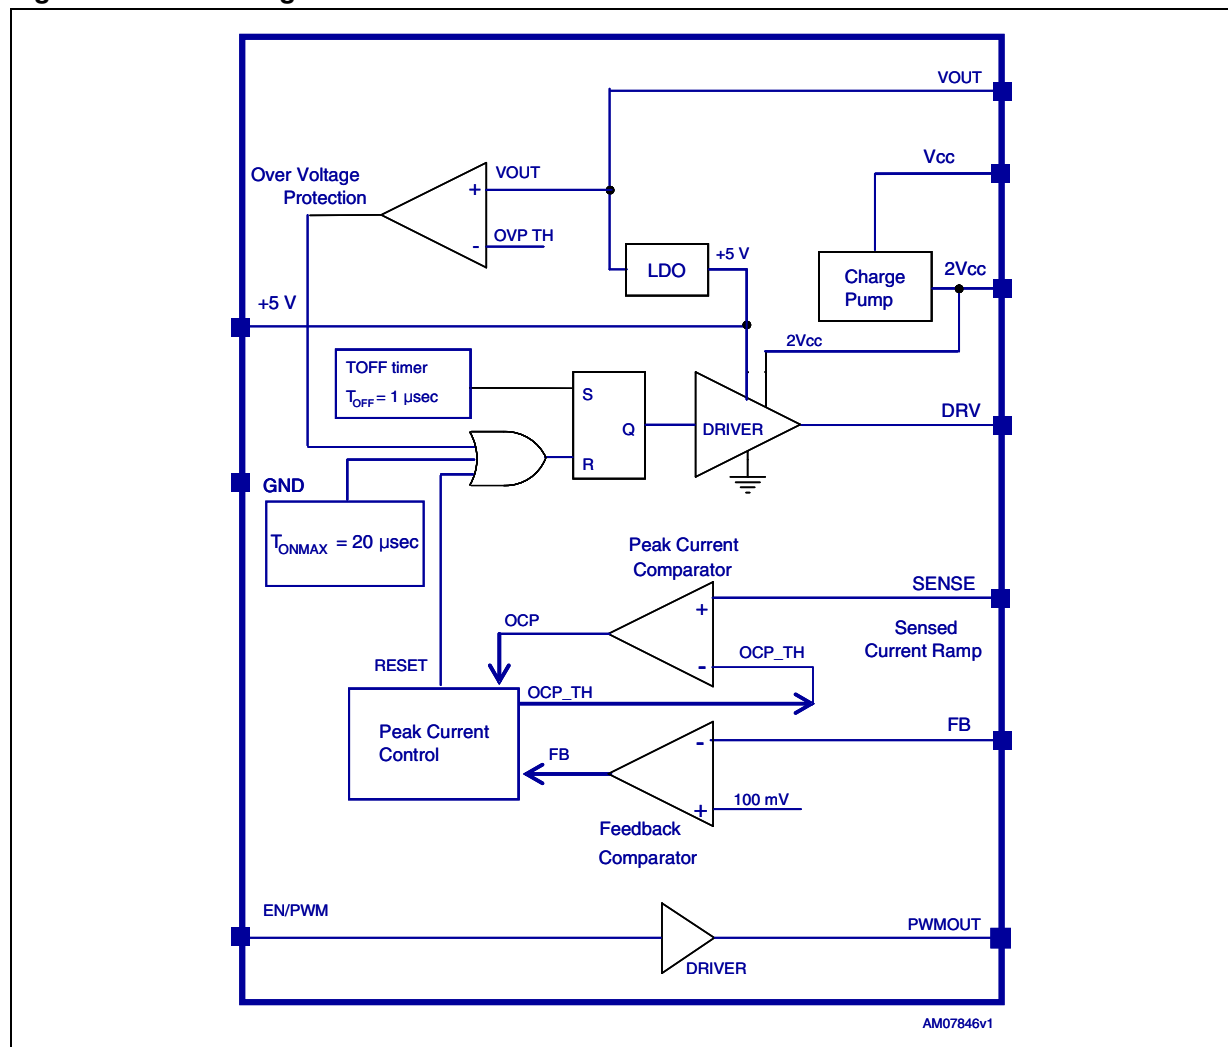 VOUT
Vcc
Over Voltage
Protection
+
VOUT
-
OVP TH
LDO
+5 V
Charge
Pump
2Vcc
+5 V
2Vcc
TOFF timer
TOFF = 1 µsec
S
Q
R
DRIVER
DRV
GND
TONMAX = 20 µsec
Peak Current
Comparator
SENSE
+
OCP
Sensed
Current Ramp
-
OCP_TH
RESET
OCP_TH
Peak Current
Control
FB
-
FB
+
100 mV
Feedback
Comparator
EN/PWM
PWMOUT
DRIVER
AM07846v1